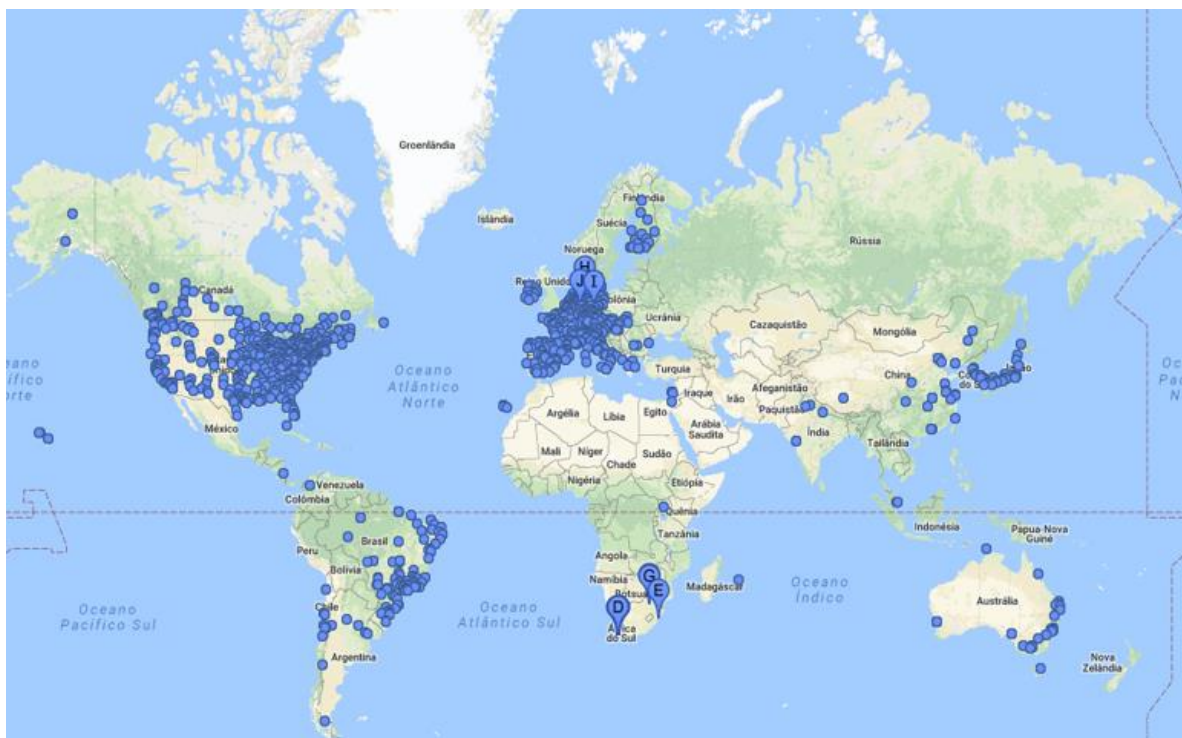 Groenlândia
Islândia
Finlândia
Suécia
Noruega
Rússia
Reino Unido
H
J
I
Canadá
Ucrânia
Cazaquistão
Mongólia
Oceano
Atlântico
Norte
Turquia
China
Afeganistão
Iraque
Irão
Argélia
Líbia
Egito
Arábia
Saudita
Índia
México
Mali
Níger
Sudão
Chade
Tailândia
Nigéria
Etiópia
Venezuela
Colômbia
Quênia
Indonésia
Papua-Nova
Guiné
Tanzânia
Brasil
Peru
Angola
Bolívia
Namíbia
G
E
Madagáscar
Oceano
Índico
D
Chile
Austrália
Oceano
Pacífico Sul
Oceano
Atlântico Sul
África
do Sul
Argentina
Nova
Zelândia